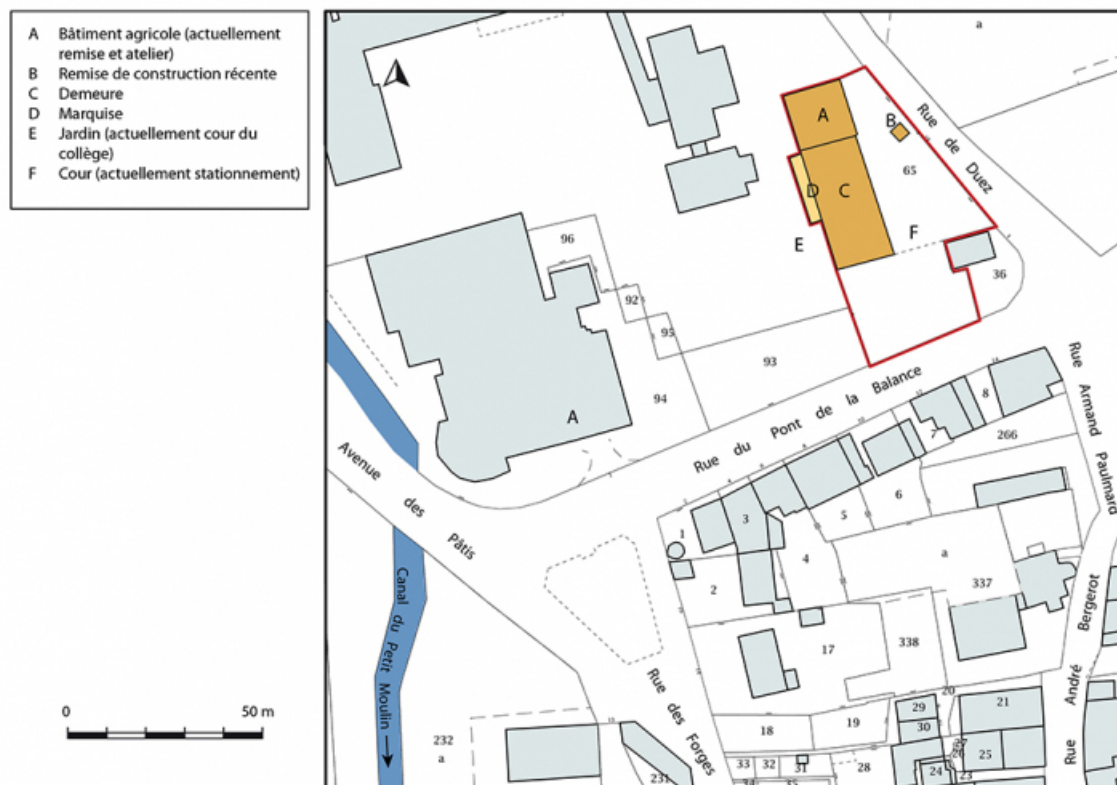 A Bâtiment agricole (actuellement
remise et atelier)
B Remise de construction récente
C Demeure
D Marquise
E Jardin (actuellement cour du
collège)
F Cour (actuellement stationnement)
a
A
B
Rue de Duez
65
D
C
E
F
96
36
92
95
93
94
A
Rue du Pont de la Balance
Rue Armand Paulmard
8
7
266
Avenue des Pâtis
6
3
5
1
4
a
2
337
Canal du Petit Moulin
17
338
Rue André Bergerot
Rue des Forges
20
29
21
0 50 m
18
19
30
232
a
25
33
32
31
28
24
23
231
35